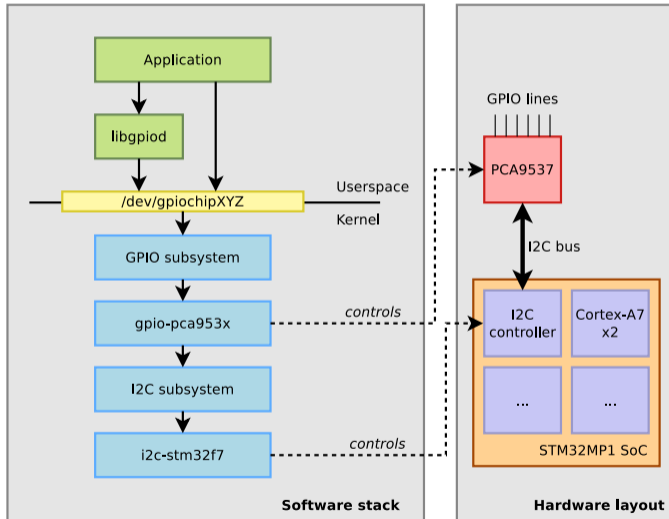 Application
libgpiod
/dev/gpiochipXYZ
Userspace
Kernel
GPIO subsystem
gpio-pca953x
I2C subsystem
i2c-stm32f7
controls
controls
Software stack
GPIO lines
PCA9537
I2C bus
I2C
controller
Cortex-A7
x2
...
...
STM32MP1 SoC
Hardware layout